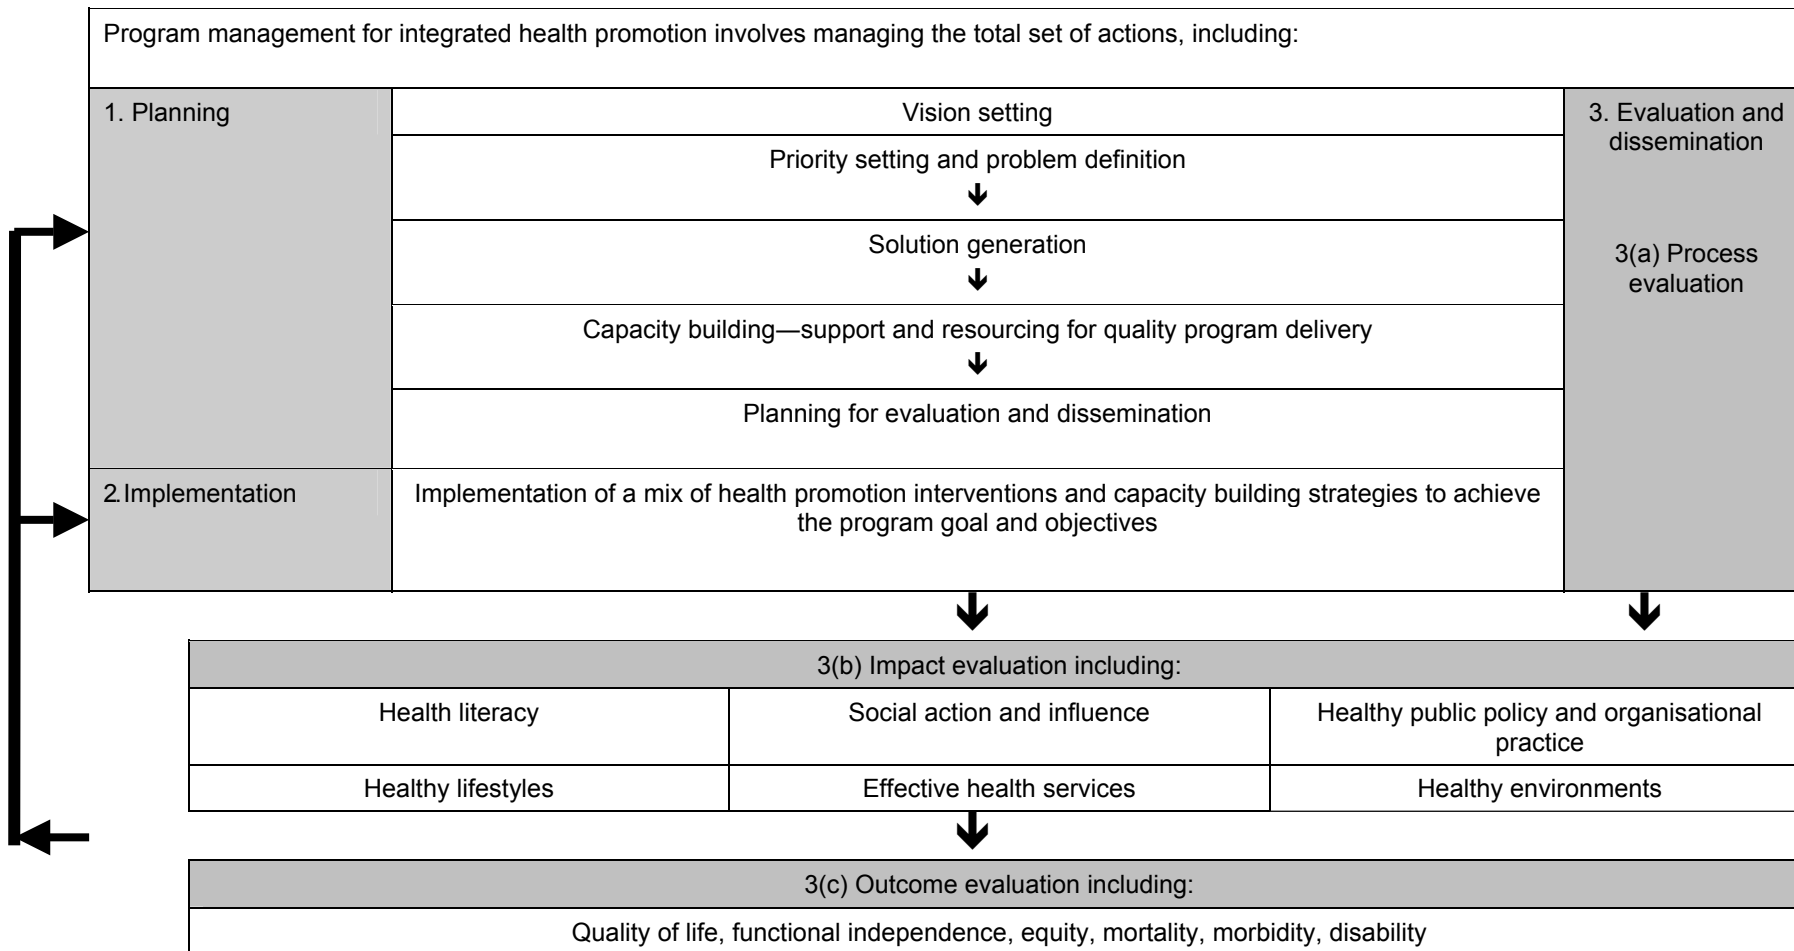 Program management for integrated health promotion involves managing the total set of actions, including:
1. Planning
Vision setting
3. Evaluation and
dissemination
Priority setting and problem definition
Solution generation
3(a) Process
evaluation
Capacity building—support and resourcing for quality program delivery
Planning for evaluation and dissemination
2.Implementation
Implementation of a mix of health promotion interventions and capacity building strategies to achieve
the program goal and objectives
3(b) Impact evaluation including:
Health literacy
Social action and influence
Healthy public policy and organisational
practice
Healthy lifestyles
Effective health services
Healthy environments
3(c) Outcome evaluation including:
Quality of life, functional independence, equity, mortality, morbidity, disability